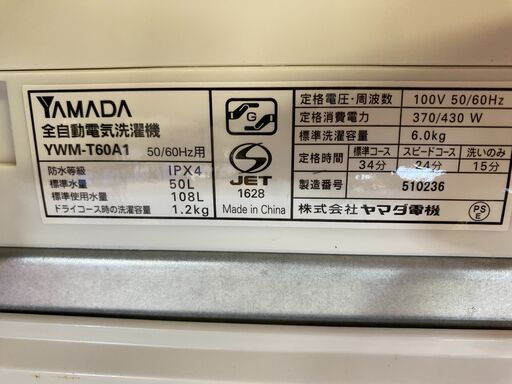 YAMADA
全自動電気洗濯機
YWM-T60A1 50/60Hz用
防水等級 IPX4
標準水量 50L
標準使用水量 108L
ドライコース時の洗濯容量 1.2kg
G
S
JET
1628
Made in China
定格電圧・周波数 100V 50/60Hz
定格消費電力 370/430 W
標準洗濯容量 6.0kg
定格時間 標準コース スピードコース 洗いのみ
34分 24分 15分
製造番号 510236
株式会社ヤマダ電機
PSE